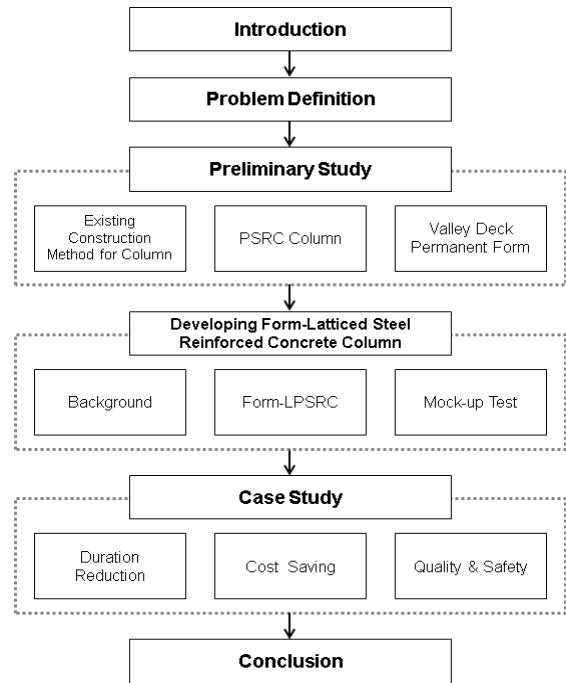 Introduction
Problem Definition
Preliminary Study
Existing
Construction
Method for Column
PSRC Column
Valley Deck
Permanent Form
Developing Form-Latticed Steel
Reinforced Concrete Column
Background
Form-LPSRC
Mock-up Test
Case Study
Duration
Reduction
Cost Saving
Quality & Safety
Conclusion